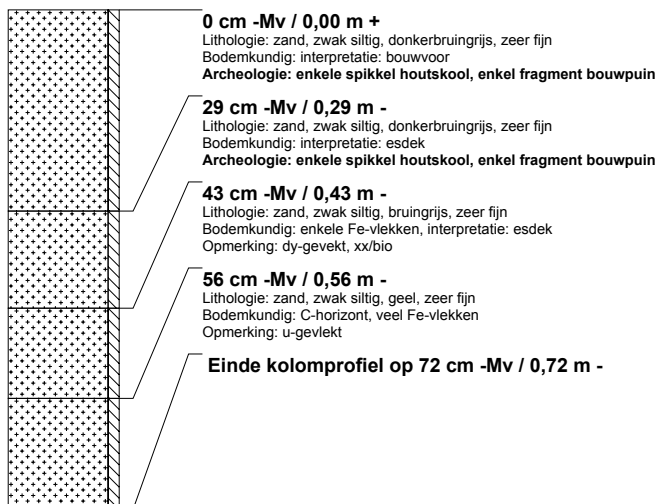 0 cm -Mv / 0,00 m +
Lithologie: zand, zwak siltig, donkerbruingrijs, zeer fijn
Bodemkundig: interpretatie: bouwvoor
Archeologie: enkele spikkel houtskool, enkel fragment bouwpuin
29 cm -Mv / 0,29 m -
Lithologie: zand, zwak siltig, donkerbruingrijs, zeer fijn
Bodemkundig: interpretatie: esdek
Archeologie: enkele spikkel houtskool, enkel fragment bouwpuin
43 cm -Mv / 0,43 m -
Lithologie: zand, zwak siltig, bruingrijs, zeer fijn
Bodemkundig: enkele Fe-vlekken, interpretatie: esdek
Opmerking: dy-gevekt, xx/bio
56 cm -Mv / 0,56 m -
Lithologie: zand, zwak siltig, geel, zeer fijn
Bodemkundig: C-horizont, veel Fe-vlekken
Opmerking: u-gevlekt
Einde kolomprofiel op 72 cm -Mv / 0,72 m -